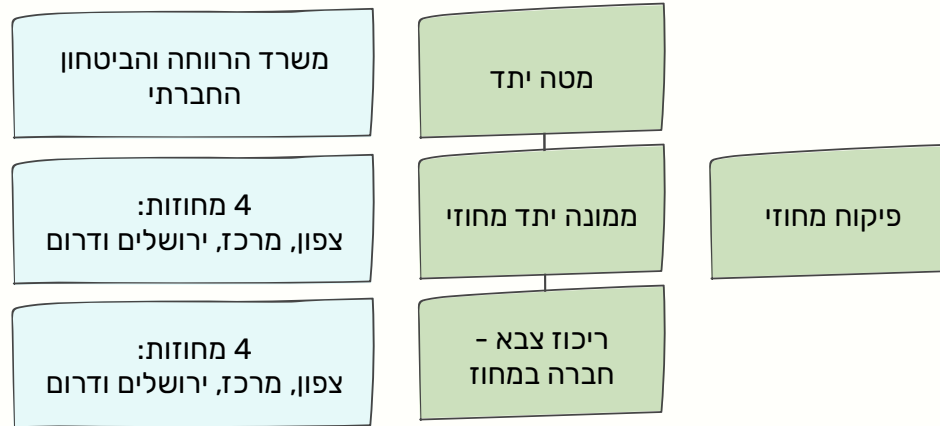 משרד הרווחה והביטחון
החברתי
מטה יתד
4 מחוזות:
צפון, מרכז, ירושלים ודרום
ממונה יתד מחוזי
פיקוח מחוזי
4 מחוזות:
צפון, מרכז, ירושלים ודרום
ריכוז צבא -
חברה במחוז